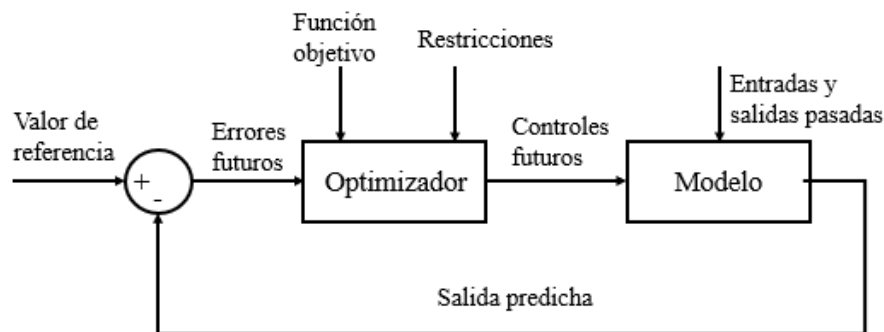 Función
objetivo
Restricciones
Valor de
referencia
Errores
futuros
Controles
futuros
Entradas y
salidas pasadas
+
-
Optimizador
Modelo
Salida predicha